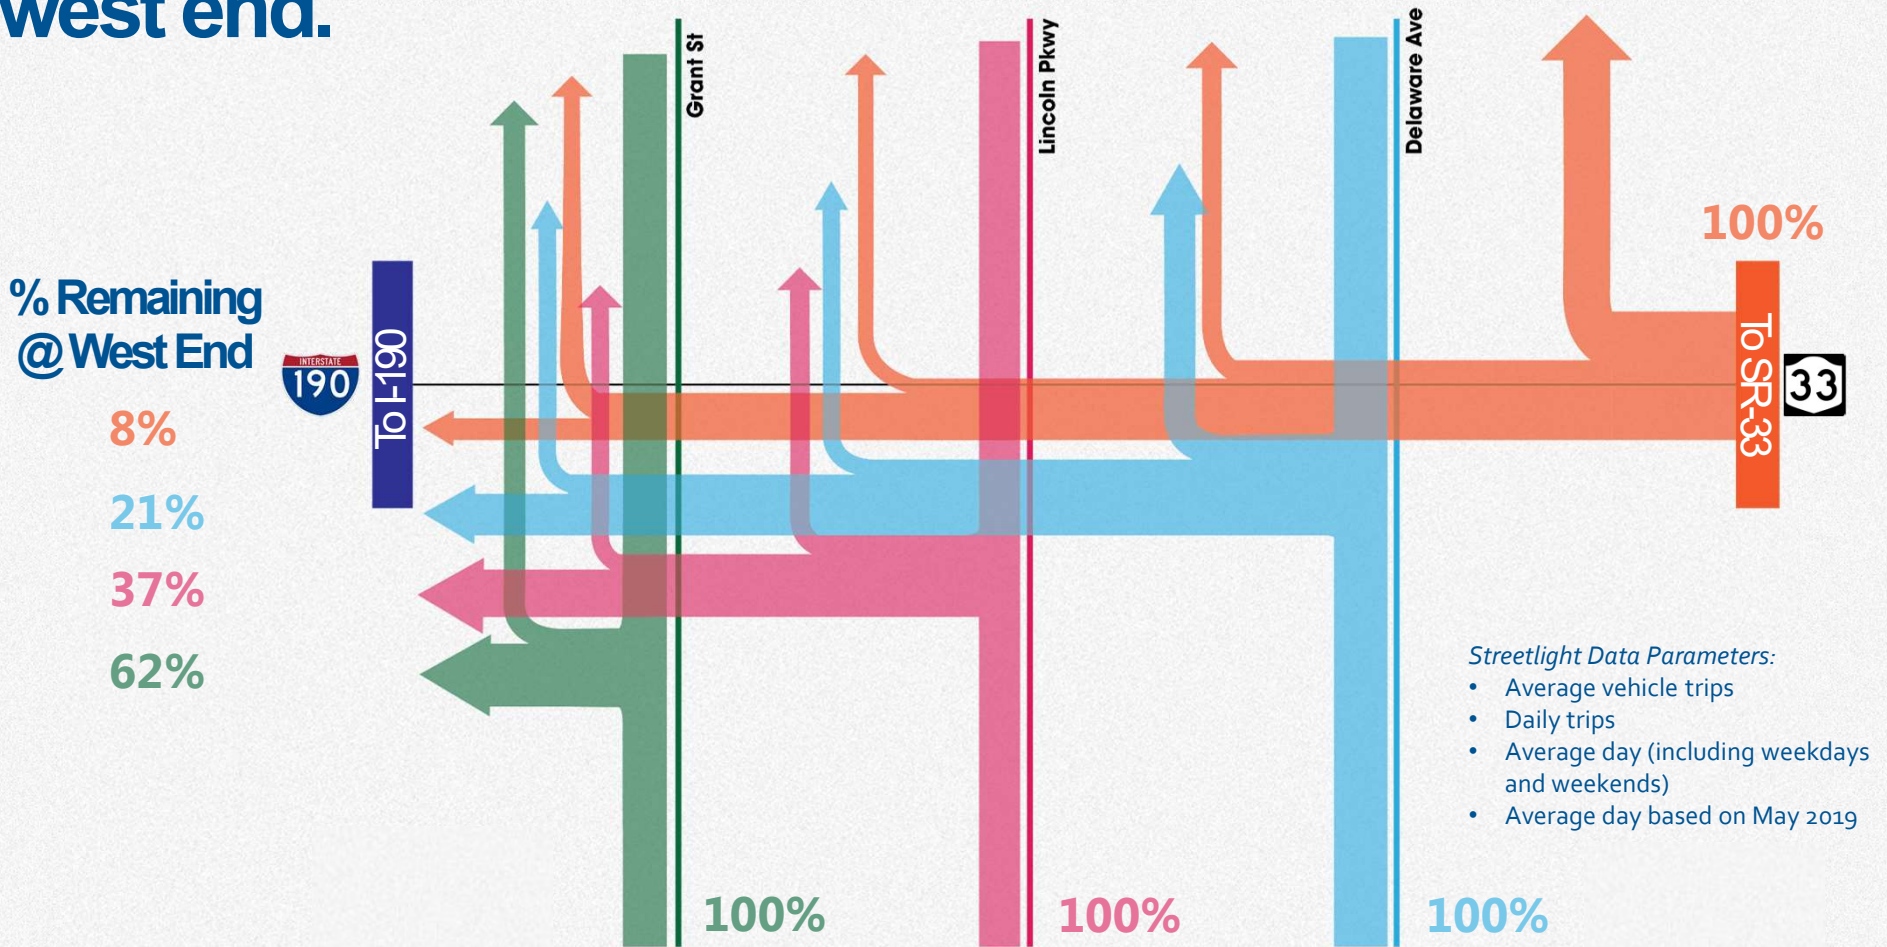 west end.
Grant St
Lincoln Pkwy
Delaware Ave
100%
% Remaining
@ West End
INTERSTATE
190
To I-190
To SR-33
33
8%
21%
37%
62%
Streetlight Data Parameters:
• Average vehicle trips
• Daily trips
• Average day (including weekdays
and weekends)
• Average day based on May 2019
100%
100%
100%